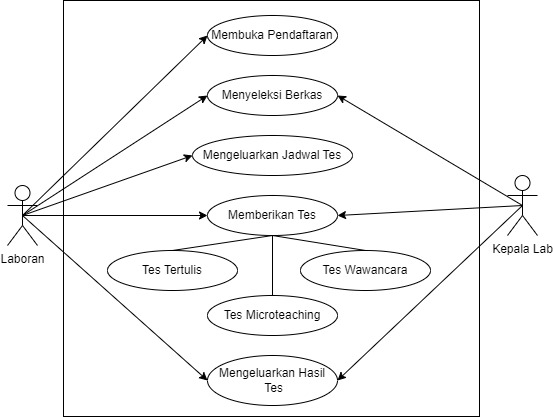 Membuka Pendaftaran
Menyeleksi Berkas
Mengeluarkan Jadwal Tes
Memberikan Tes
Laboran
Kepala Lab
Tes Tertulis
Tes Wawancara
Tes Microteaching
Mengeluarkan Hasil
Tes